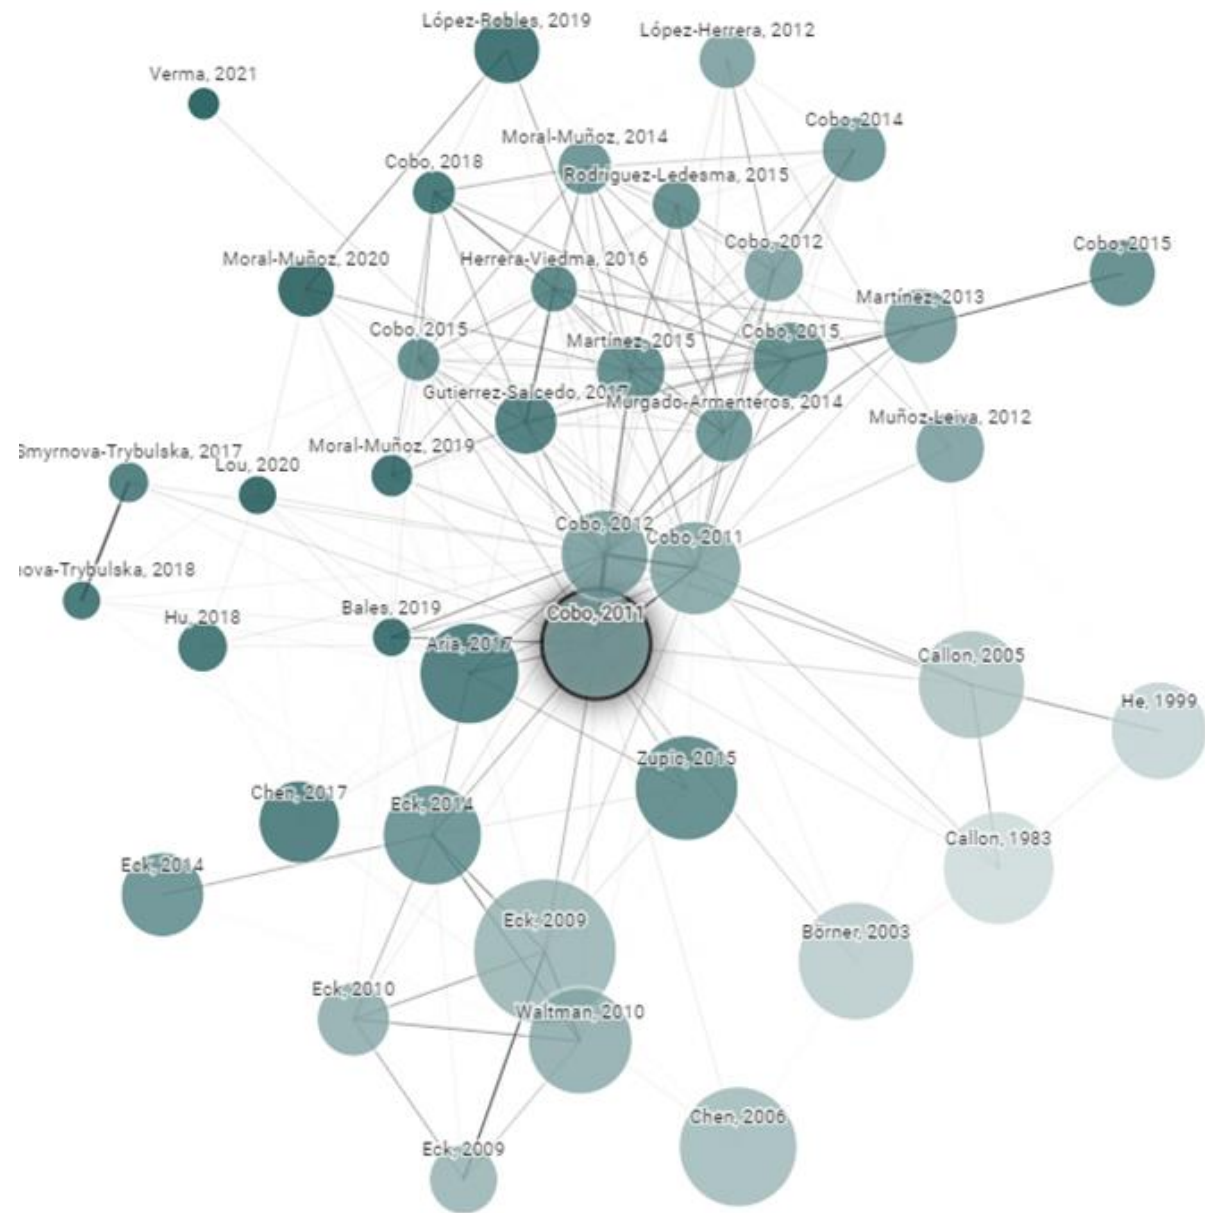 López-Robles, 2019
López-Herrera, 2012
Verma, 2021
Cobo, 2014
Moral-Muñoz, 2014
Cobo, 2018
Rodríguez-Ledesma, 2015
Cobo, 2012
Cobo, 2015
Moral-Muñoz, 2020
Herrera-Viedma, 2016
Martínez, 2013
Cobo, 2015
Martínez, 2015
Cobo, 2015
Gutierrez-Salcedo, 2017
Murgado-Armenteros, 2014
Muñoz-Leiva, 2012
Moral-Muñoz, 2019
Smyrnova-Trybulska, 2017
Lou, 2020
Cobo, 2012
Cobo, 2011
ova-Trybulska, 2018
Bales, 2019
Cobo, 2011
Hu, 2018
Aria, 2017
Callon, 2005
He, 1999
Zupic, 2015
Chen, 2017
Eck, 2014
Callon, 1983
Eck, 2014
Eck, 2009
Börner, 2003
Eck, 2010
Waltman, 2010
Chen, 2006
Eck, 2009